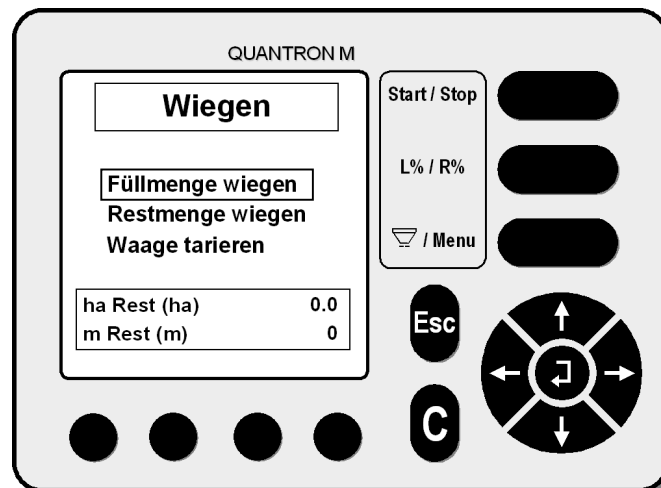 QUANTRON M
Wiegen
Füllmenge wiegen
Restmenge wiegen
Waage tarieren
ha Rest (ha) 0.0
m Rest (m) 0
Start / Stop
L% / R%
/ Menu
Esc
C